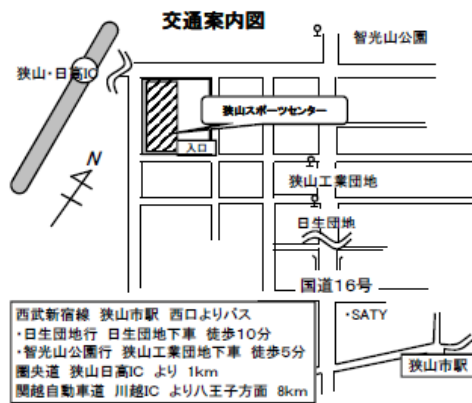 交通案内図
智光山公園
狭山・日高IC
狭山スポーツセンター
入口
N
狭山工業団地
日生団地
国道16号
・SATY
狭山市駅
西武新宿線 狭山市駅 西口よりバス
・日生団地行 日生団地下車 徒歩10分
・智光山公園行 狭山工業団地下車 徒歩5分
圏央道 狭山日高IC より 1km
関越自動車道 川越IC より八王子方面 8km